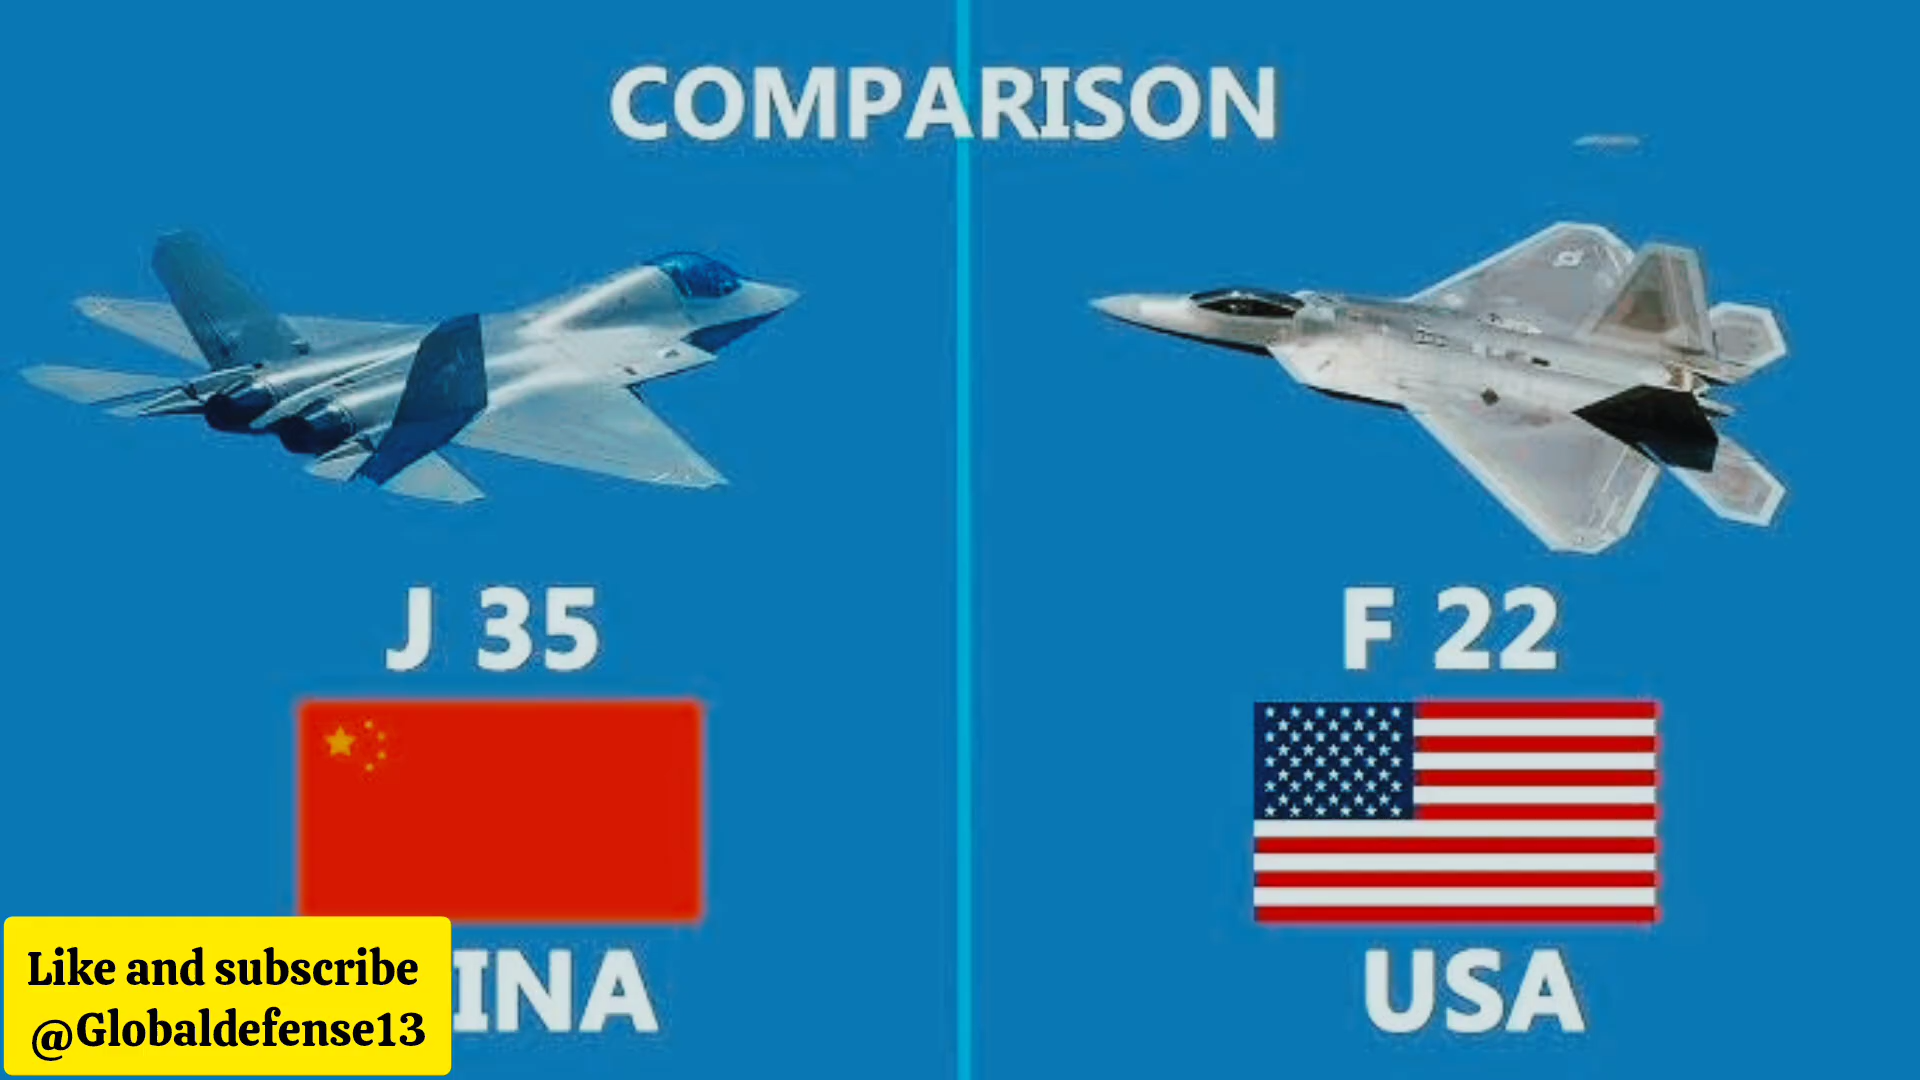 COMPARISON
J 35
F 22
INA
USA
Like and subscribe
@Globaldefense13